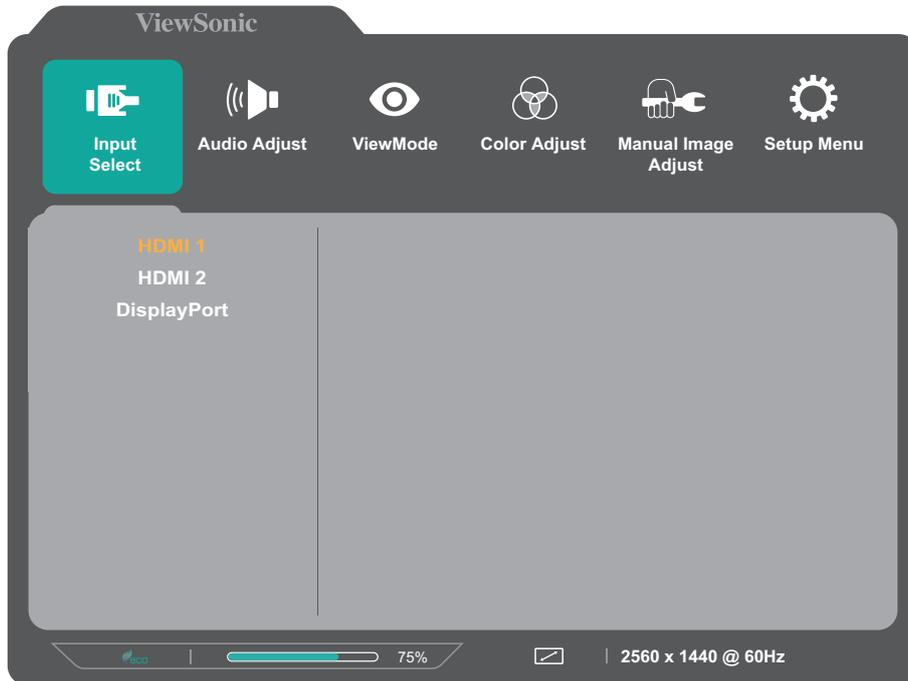 ViewSonic
Input
Select
Audio Adjust
ViewMode
Color Adjust
Manual Image
Adjust
Setup Menu
HDMI 1
HDMI 2
DisplayPort
eco
75%
2560 x 1440 @ 60Hz